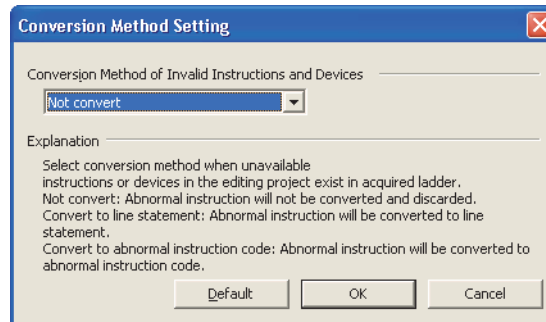 Conversion Method Setting
Conversion Method of Invalid Instructions and Devices
Not convert
Explanation
Select conversion method when unavailable
instructions or devices in the editing project exist in acquired ladder.
Not convert: Abnormal instruction will not be converted and discarded.
Convert to line statement: Abnormal instruction will be converted to line
statement.
Convert to abnormal instruction code: Abnormal instruction will be converted to
abnormal instruction code.
Default OK Cancel